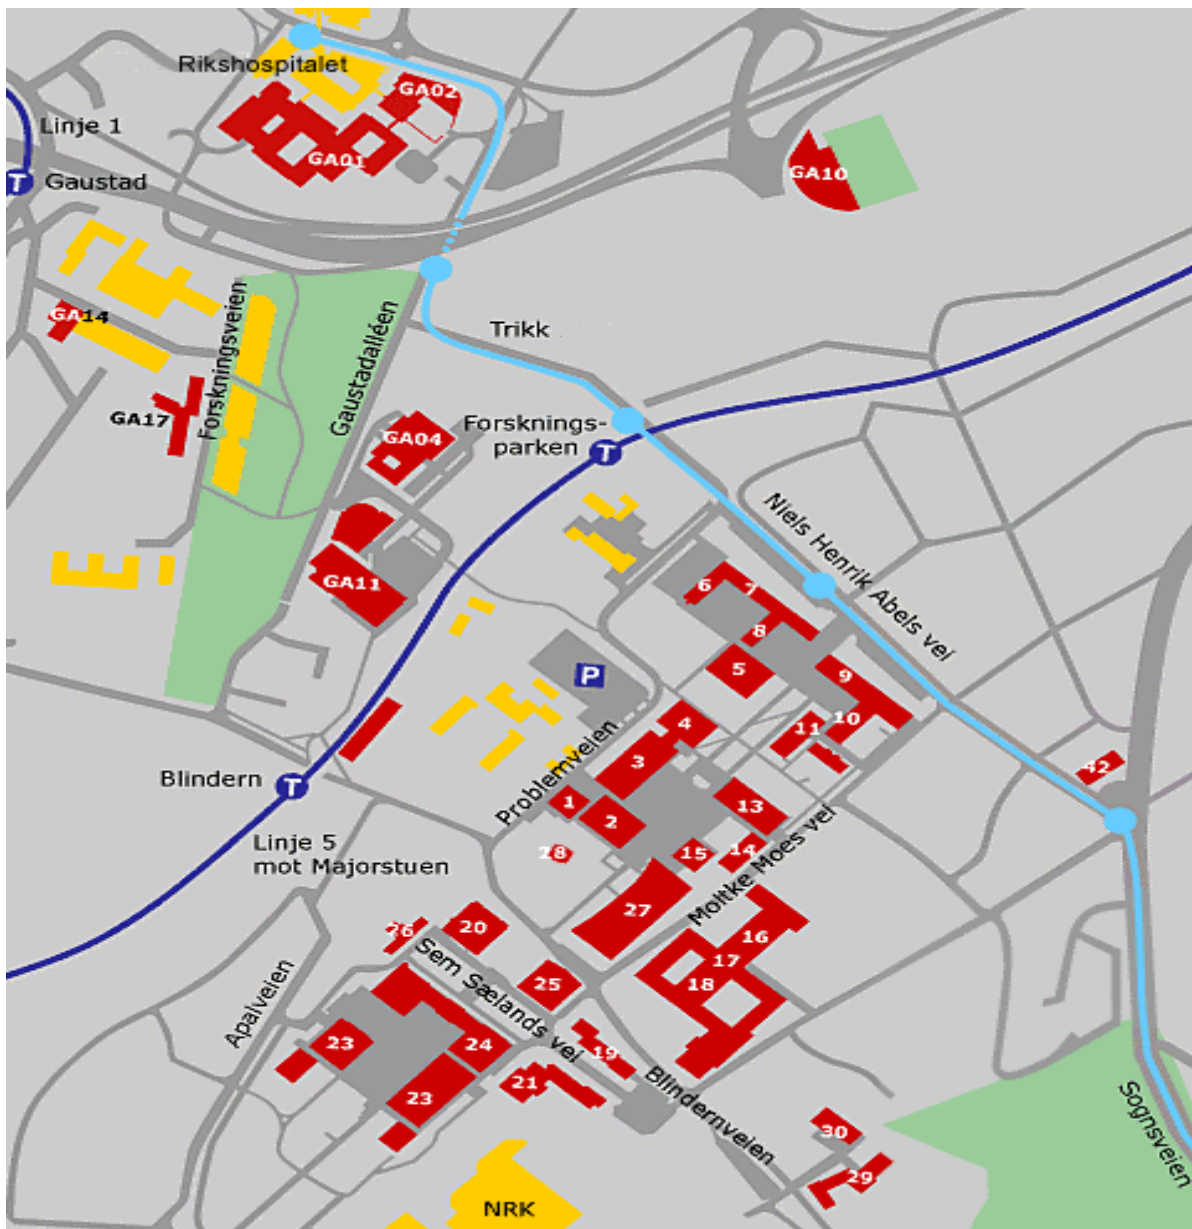 Rikshospitalet
GA02
Linje 1
GA01
T
Gaustad
GA10
GA14
Forskningsveien
Gaustadalléen
Trikk
GA17
GA04
Forsknings-
parken
T
Niels Henrik Abels vei
GA11
6
7
8
5
P
9
4
10
11
3
42
Blindern
T
Problemveien
1
2
13
Linje 5
mot Majorstuen
28
15
14
Moltke Moes vei
27
26
20
16
17
18
Sem Sælands vei
25
Apalveien
23
24
19
21
23
Blindernveien
30
29
Sognsveien
NRK